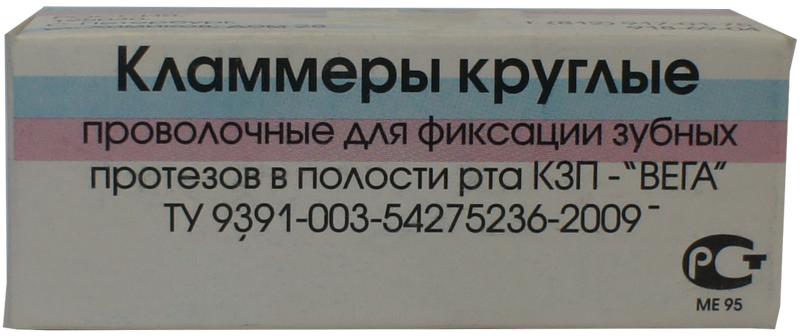 Кламмеры круглые
проволочные для фиксации зубных
протезов в полости рта КЗП -"ВЕГА"
ТУ 9391-003-54275236-2009
РСТ
МЕ 95